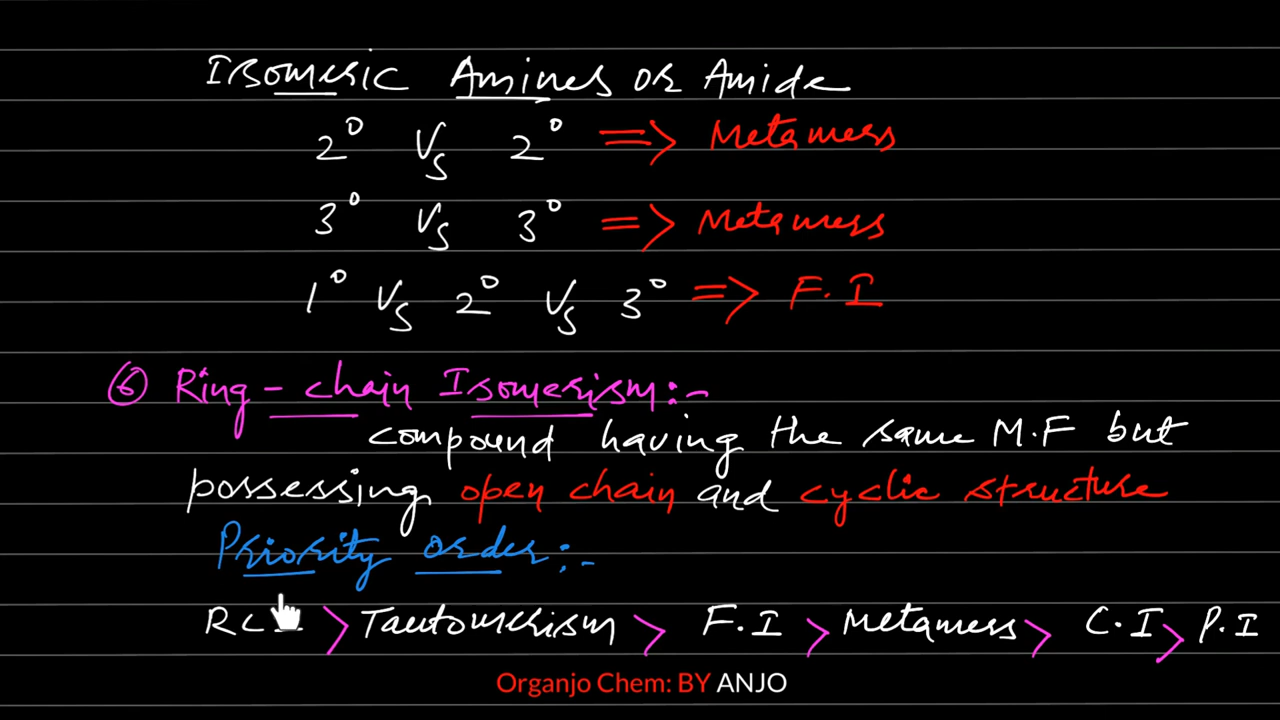 Isomeric Amines or Amide
2° Vs 2° => Metamers
3° Vs 3° => Metamers
1° Vs 2° Vs 3° => F.I
⑥ Ring-chain Isomerism:-
compound having the same M.F but
possessing open chain and cyclic structure
Priority order:-
RC > Tautomerism > F.I > Metamers > C.I > P.I
Organjo Chem: BY ANJO